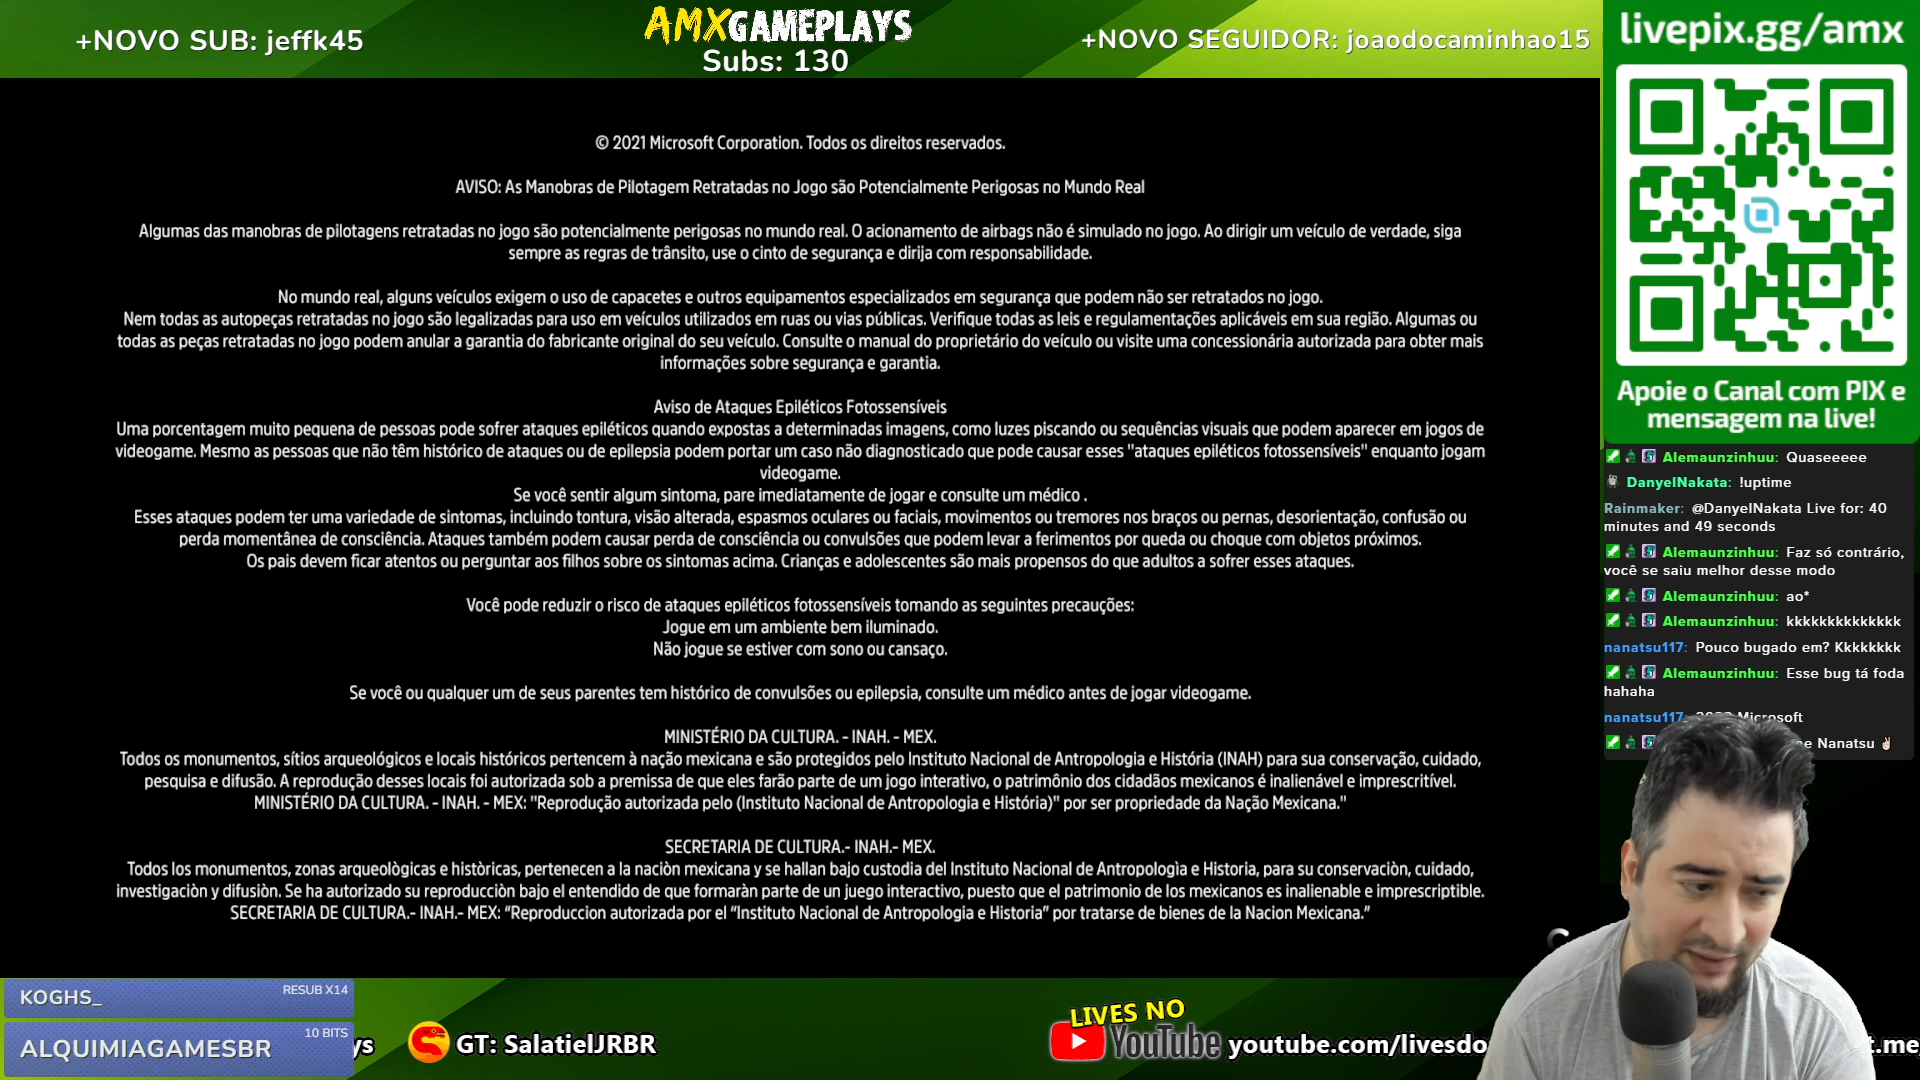 +NOVO SUB: jeffk45
AMXGAMEPLAYS
Subs: 130
+NOVO SEGUIDOR: joaodocaminhao15
livepix.gg/amx
© 2021 Microsoft Corporation. Todos os direitos reservados.
AVISO: As Manobras de Pilotagem Retratadas no Jogo são Potencialmente Perigosas no Mundo Real
Algumas das manobras de pilotagens retratadas no jogo são potencialmente perigosas no mundo real. O acionamento de airbags não é simulado no jogo. Ao dirigir um veículo de verdade, siga
sempre as regras de trânsito, use o cinto de segurança e dirija com responsabilidade.
No mundo real, alguns veículos exigem o uso de capacetes e outros equipamentos especializados em segurança que podem não ser retratados no jogo.
Nem todas as autopeças retratadas no jogo são legalizadas para uso em veículos utilizados em ruas ou vias públicas. Verifique todas as leis e regulamentações aplicáveis em sua região. Algumas ou
todas as peças retratadas no jogo podem anular a garantia do fabricante original do seu veículo. Consulte o manual do proprietário do veículo ou visite uma concessionária autorizada para obter mais
informações sobre segurança e garantia.
Aviso de Ataques Epiléticos Fotossensíveis
Uma porcentagem muito pequena de pessoas pode sofrer ataques epiléticos quando expostas a determinadas imagens, como luzes piscando ou sequências visuais que podem aparecer em jogos de
videogame. Mesmo as pessoas que não têm histórico de ataques ou de epilepsia podem portar um caso não diagnosticado que pode causar esses "ataques epiléticos fotossensíveis" enquanto jogam
videogame.
Se você sentir algum sintoma, pare imediatamente de jogar e consulte um médico .
Esses ataques podem ter uma variedade de sintomas, incluindo tontura, visão alterada, espasmos oculares ou faciais, movimentos ou tremores nos braços ou pernas, desorientação, confusão ou
perda momentânea de consciência. Ataques também podem causar perda de consciência ou convulsões que podem levar a ferimentos por queda ou choque com objetos próximos.
Os pais devem ficar atentos ou perguntar aos filhos sobre os sintomas acima. Crianças e adolescentes são mais propensos do que adultos a sofrer esses ataques.
Você pode reduzir o risco de ataques epiléticos fotossensíveis tomando as seguintes precauções:
Jogue em um ambiente bem iluminado.
Não jogue se estiver com sono ou cansaço.
Se você ou qualquer um de seus parentes tem histórico de convulsões ou epilepsia, consulte um médico antes de jogar videogame.
MINISTÉRIO DA CULTURA. - INAH. - MEX.
Todos os monumentos, sítios arqueológicos e locais históricos pertencem à nação mexicana e são protegidos pelo Instituto Nacional de Antropologia e História (INAH) para sua conservação, cuidado,
pesquisa e difusão. A reprodução desses locais foi autorizada sob a premissa de que eles farão parte de um jogo interativo, o patrimônio dos cidadãos mexicanos é inalienável e imprescritível.
MINISTÉRIO DA CULTURA. - INAH. - MEX: "Reprodução autorizada pelo (Instituto Nacional de Antropologia e História)" por ser propriedade da Nação Mexicana."
SECRETARIA DE CULTURA.- INAH.- MEX.
Todos los monumentos, zonas arqueològicas e històricas, pertenecen a la naciòn mexicana y se hallan bajo custodia del Instituto Nacional de Antropologìa e Historia, para su conservaciòn, cuidado,
investigaciòn y difusiòn. Se ha autorizado su reproducciòn bajo el entendido de que formaràn parte de un juego interactivo, puesto que el patrimonio de los mexicanos es inalienable e imprescriptible.
SECRETARIA DE CULTURA.- INAH.- MEX: “Reproduccion autorizada por el “Instituto Nacional de Antropologia e Historia” por tratarse de bienes de la Nacion Mexicana.”
Apoie o Canal com PIX e
mensagem na live!
Alemaunzinhuu: Quaseeeee
DanyelNakata: !uptime
Rainmaker: @DanyelNakata Live for: 40
minutes and 49 seconds
Alemaunzinhuu: Faz só contrário,
você se saiu melhor desse modo
Alemaunzinhuu: ao*
Alemaunzinhuu: kkkkkkkkkkkkk
nanatsu117: Pouco bugado em? Kkkkkkk
Alemaunzinhuu: Esse bug tá foda
hahaha
nanatsu117: Microsoft
Nanatsu ✌🏻
KOGHS_
RESUB X14
ALQUIMIAGAMESBR
10 BITS
ys
GT: SalatielJRBR
LIVES NO
YouTube
youtube.com/livesdo
t.me